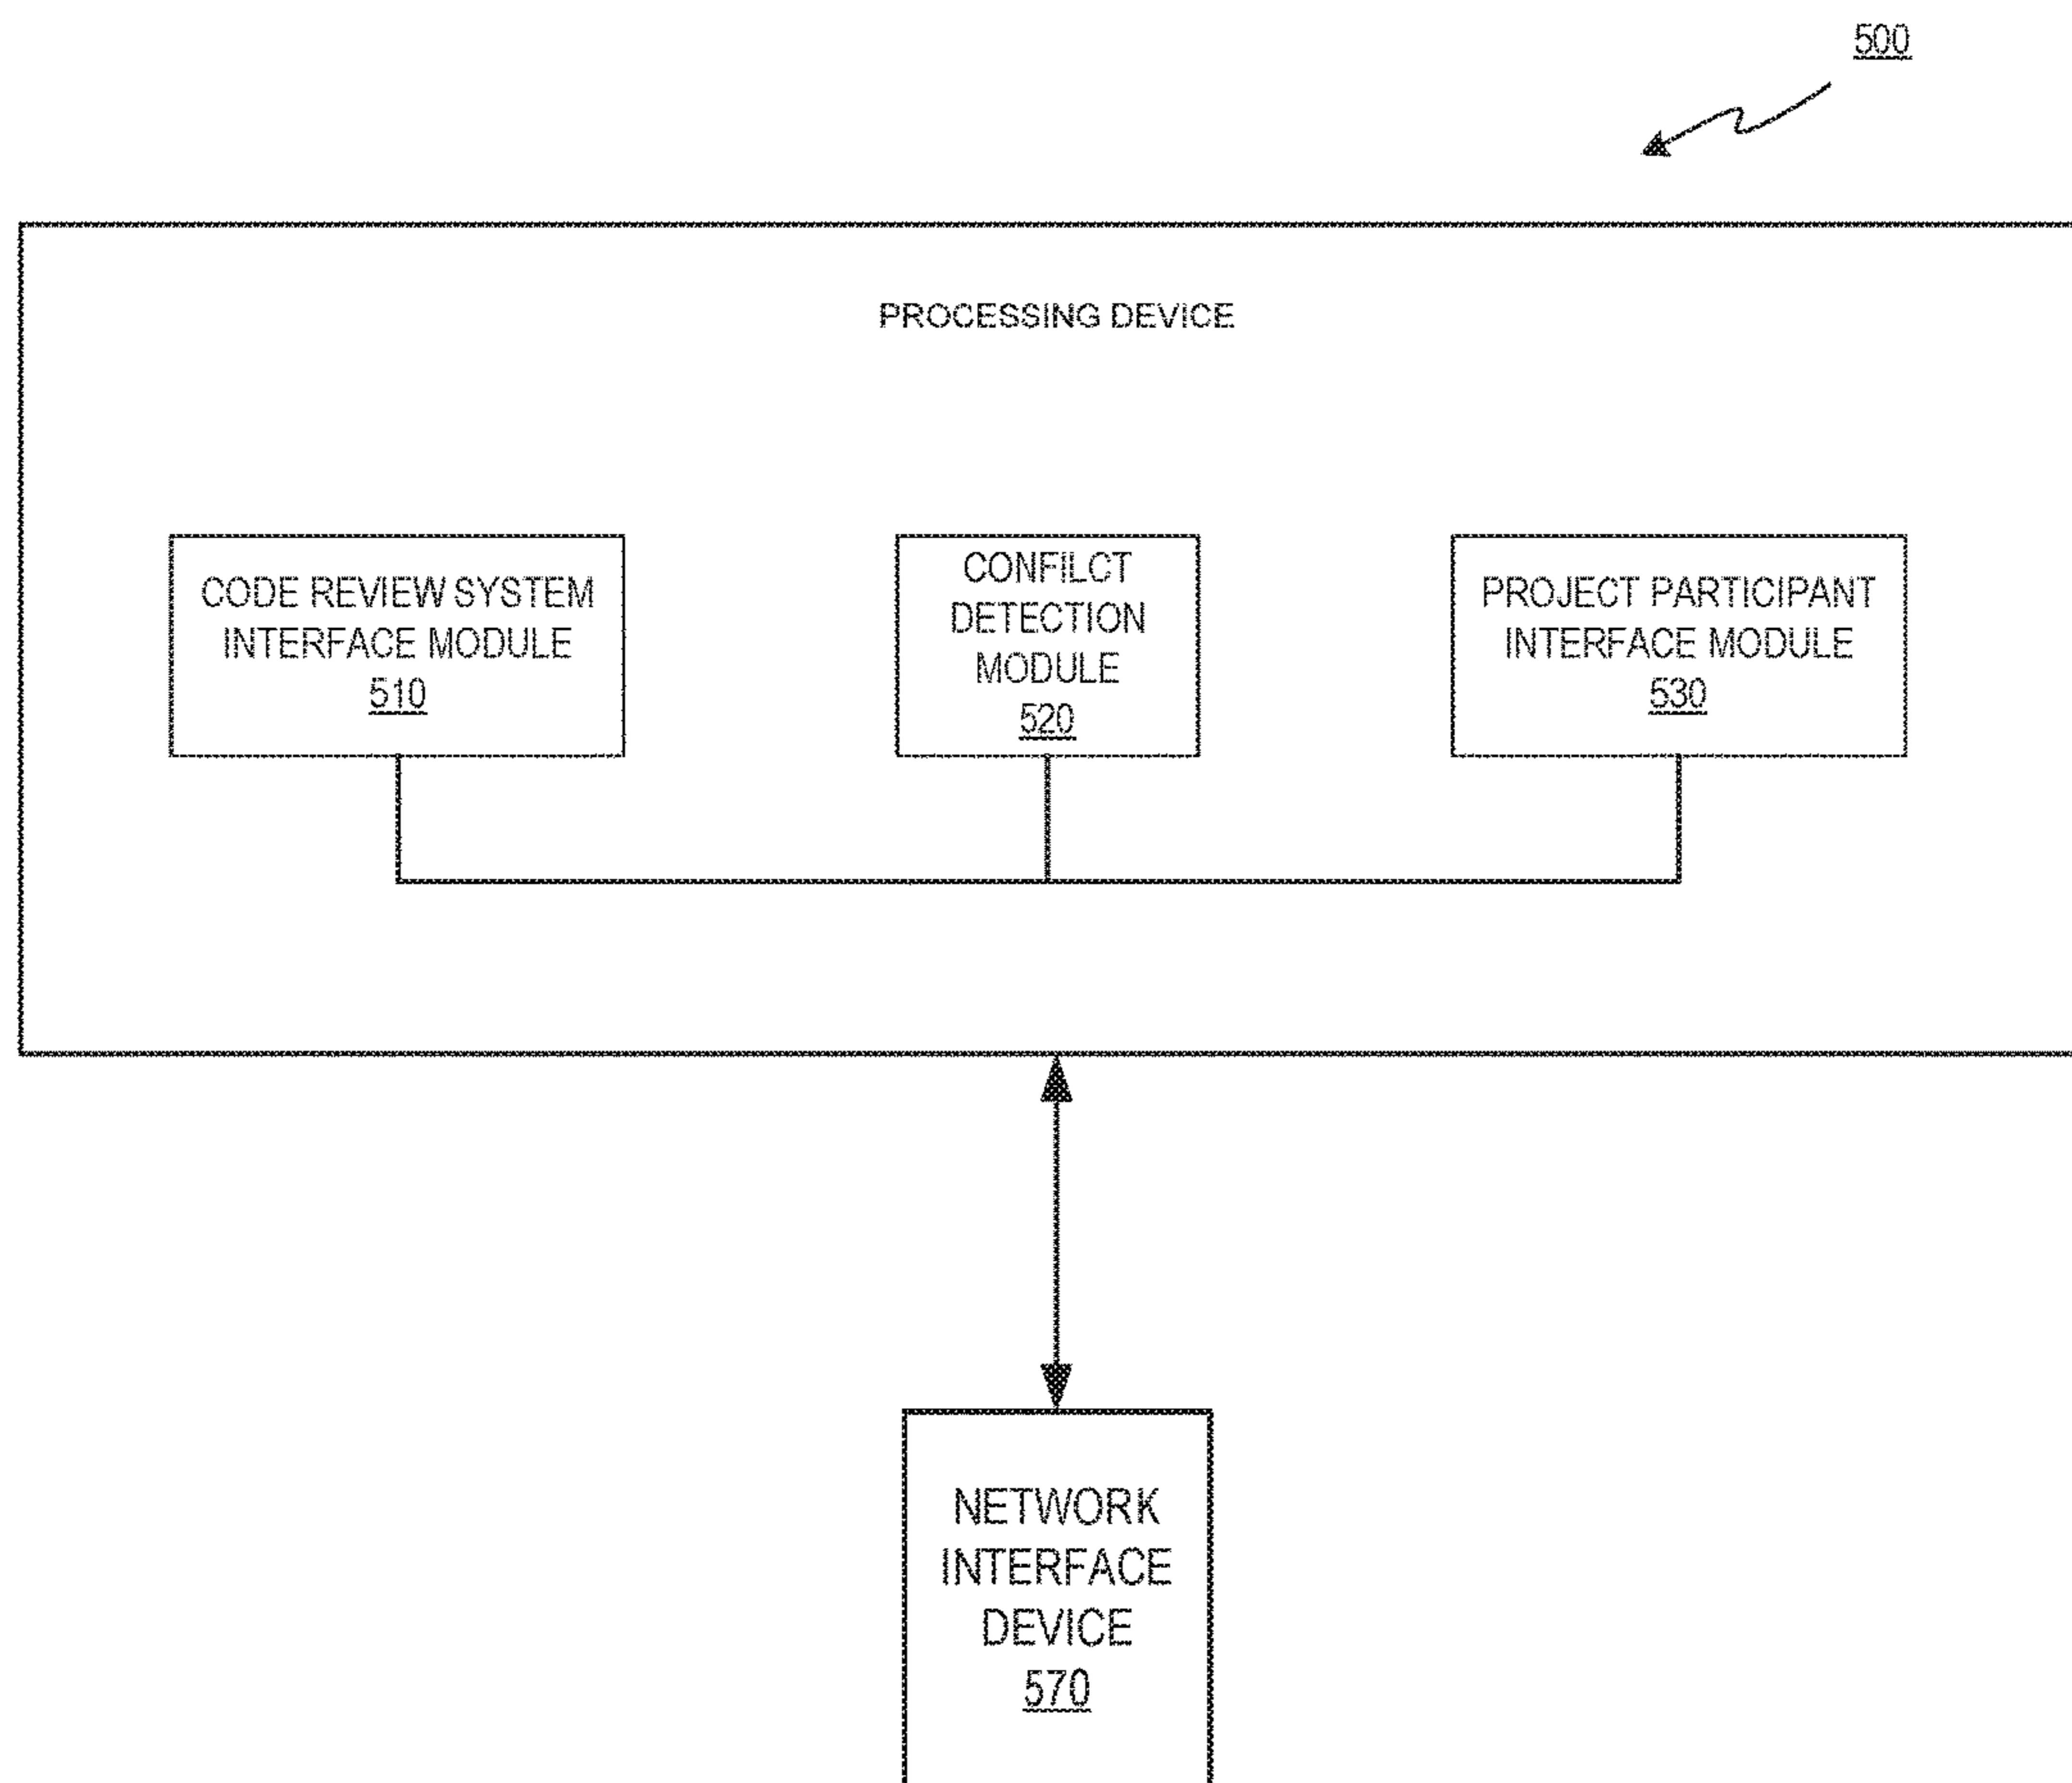 500
PROCESSING DEVICE
CODE REVIEW SYSTEM
INTERFACE MODULE
510
CONFILCT
DETECTION
MODULE
520
PROJECT PARTICIPANT
INTERFACE MODULE
530
NETWORK
INTERFACE
DEVICE
570